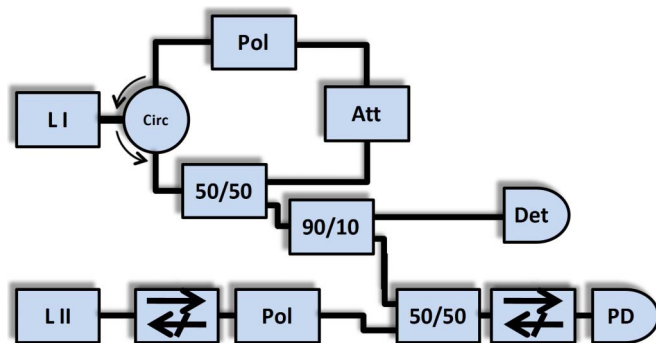 Pol
L I
Circ
Att
50/50
90/10
Det
L II
Pol
50/50
PD